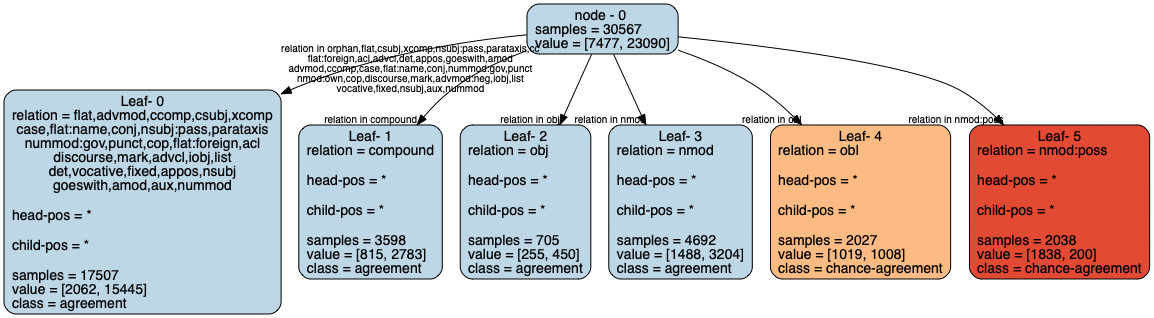 node - 0
samples = 30567
value = [7477, 23090]
relation in orphan,flat,csubj,xcomp,nsubj:pass,parataxis,cc
flat:foreign,acl,advcl,det,appos,goeswith,amod
advmod,ccomp,case,flat:name,conj,nummod:gov,punct
nmod:own,cop,discourse,mark,advmod:neg,iobj,list
vocative,fixed,nsubj,aux,nummod
relation in compound
relation in obj
relation in nmod
relation in obl
relation in nmod:poss
Leaf- 0
relation = flat,advmod,ccomp,csubj,xcomp
case,flat:name,conj,nsubj:pass,parataxis
nummod:gov,punct,cop,flat:foreign,acl
discourse,mark,advcl,iobj,list
det,vocative,fixed,appos,nsubj
goeswith,amod,aux,nummod
head-pos = *
child-pos = *
samples = 17507
value = [2062, 15445]
class = agreement
Leaf- 1
relation = compound
head-pos = *
child-pos = *
samples = 3598
value = [815, 2783]
class = agreement
Leaf- 2
relation = obj
head-pos = *
child-pos = *
samples = 705
value = [255, 450]
class = agreement
Leaf- 3
relation = nmod
head-pos = *
child-pos = *
samples = 4692
value = [1488, 3204]
class = agreement
Leaf- 4
relation = obl
head-pos = *
child-pos = *
samples = 2027
value = [1019, 1008]
class = chance-agreement
Leaf- 5
relation = nmod:poss
head-pos = *
child-pos = *
samples = 2038
value = [1838, 200]
class = chance-agreement